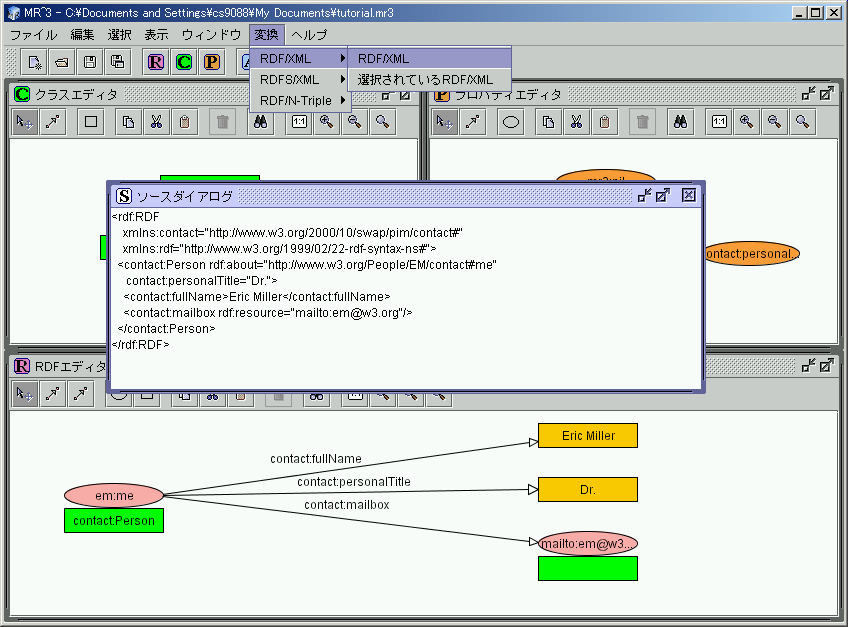 MR^3 - C:¥Documents and Settings¥cs9088¥My Documents¥tutorial.mr3
ファイル 編集 選択 表示 ウィンドウ 変換 ヘルプ
R C P
RDF/XML
RDFS/XML
RDF/N-Triple
RDF/XML
選択されているRDF/XML
C クラスエディタ
P プロパティエディタ
1:1
1:1
contact:personal...
S ソースダイアログ
<rdf:RDF
xmlns:contact="http://www.w3.org/2000/10/swap/pim/contact#"
xmlns:rdf="http://www.w3.org/1999/02/22-rdf-syntax-ns#">
<contact:Person rdf:about="http://www.w3.org/People/EM/contact#me"
contact:personalTitle="Dr.">
<contact:fullName>Eric Miller</contact:fullName>
<contact:mailbox rdf:resource="mailto:em@w3.org"/>
</contact:Person>
</rdf:RDF>
R RDFエディタ
Eric Miller
contact:fullName
contact:personalTitle
Dr.
em:me
contact:mailbox
contact:Person
mailto:em@w3...